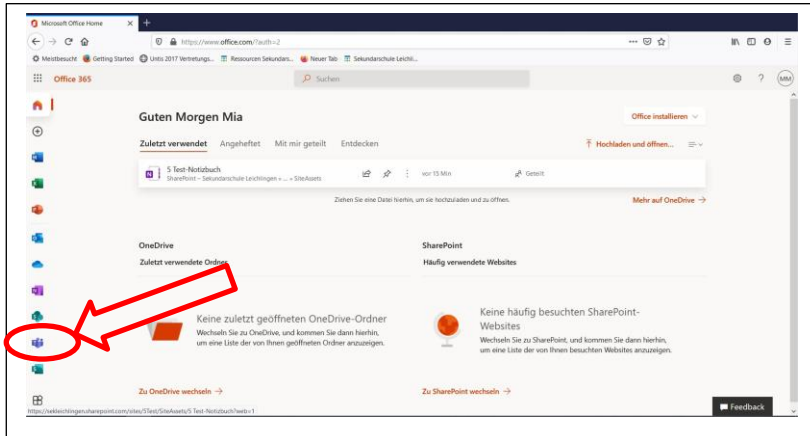 Microsoft Office Home
https://www.office.com/?auth=2
Meistbesucht Getting Started Untis 2017 Vertretungs... Ressourcen Sekundars... Neuer Tab Sekundarschule Leichli...
Office 365 Suchen MM
Guten Morgen Mia Office installieren
Zuletzt verwendet Angeheftet Mit mir geteilt Entdecken Hochladen und öffnen...
5 Test-Notizbuch vor 15 Min Geteilt
SharePoint – Sekundarschule Leichlingen » ... » SiteAssets
Ziehen Sie eine Datei hierhin, um sie hochzuladen und zu öffnen. Mehr auf OneDrive →
OneDrive SharePoint
Zuletzt verwendete Ordner Häufig verwendete Websites
Keine zuletzt geöffneten OneDrive-Ordner
Wechseln Sie zu OneDrive, und kommen Sie dann hierhin,
um eine Liste der von Ihnen geöffneten Ordner anzuzeigen.
Keine häufig besuchten SharePoint-
Websites
Wechseln Sie zu SharePoint, und kommen Sie dann hierhin,
um eine Liste der von Ihnen besuchten Websites anzuzeigen.
Zu OneDrive wechseln → Zu SharePoint wechseln →
Feedback
https://sekleichlingen.sharepoint.com/sites/5Test/SiteAssets/5 Test-Notizbuch?web=1